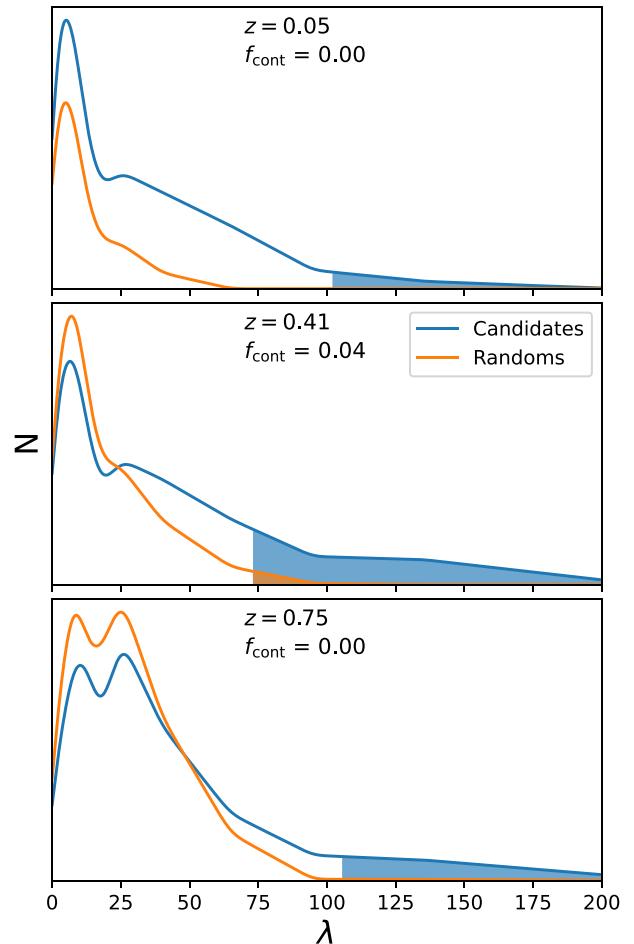 z = 0.05
f_cont = 0.00
z = 0.41
f_cont = 0.04
Candidates
Randoms
N
z = 0.75
f_cont = 0.00
0 25 50 75 100 125 150 175 200
λ